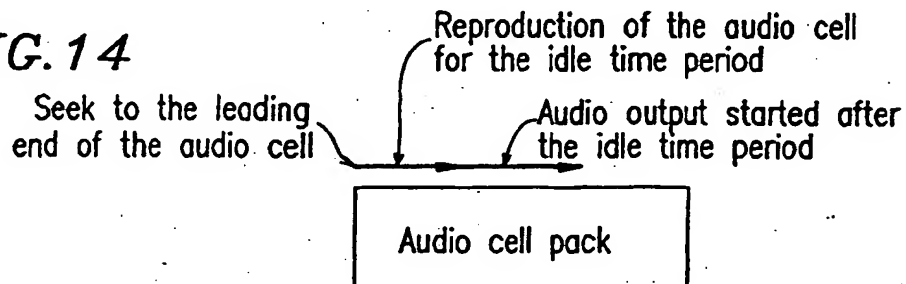 G. 14
Reproduction of the audio cell
for the idle time period
Seek to the leading
end of the audio cell
Audio output started after
the idle time period
Audio cell pack